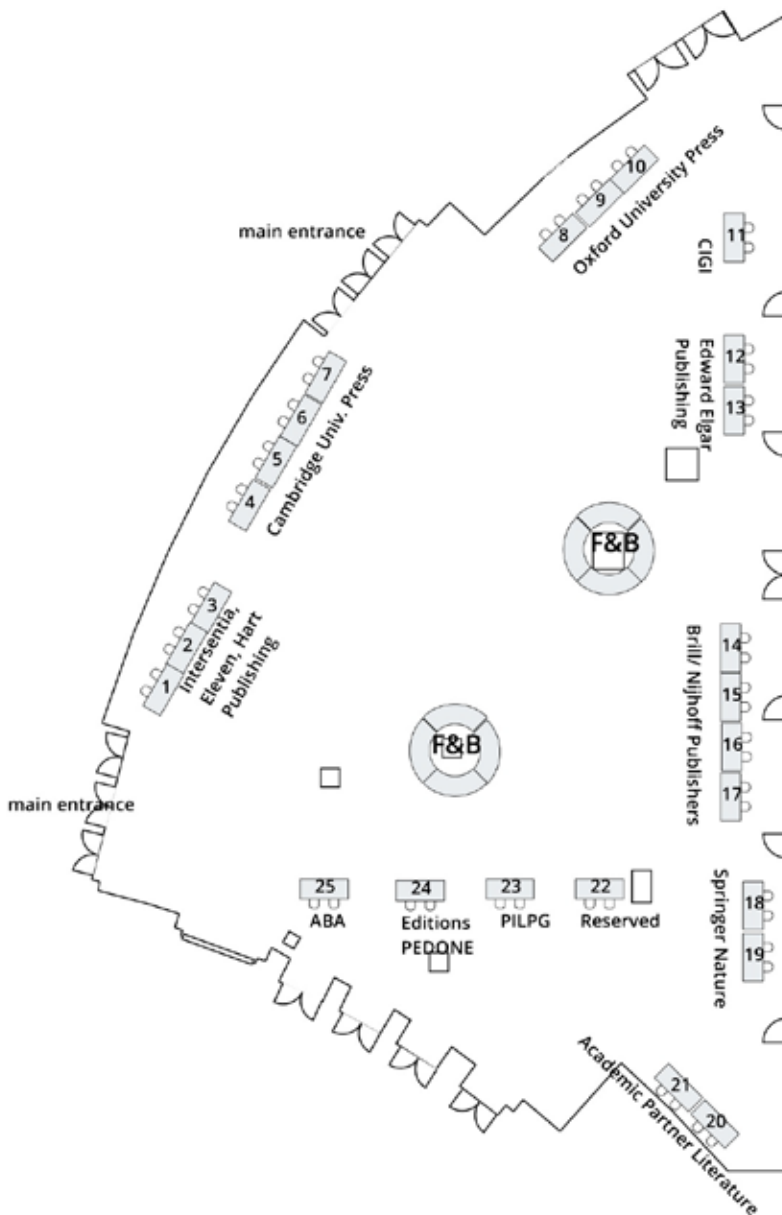 10
9
8
Oxford University Press
main entrance
11
CIGI
12
13
Edward Elgar
Publishing
7
6
5
4
Cambridge Univ. Press
F&B
3
2
1
Intersentia,
Eleven, Hart
Publishing
14
15
16
17
Brill/ Nijhoff Publishers
F&B
main entrance
25
ABA
24
Editions
PEDONE
23
PILPG
22
Reserved
18
19
Springer Nature
21
20
Academic Partner Literature